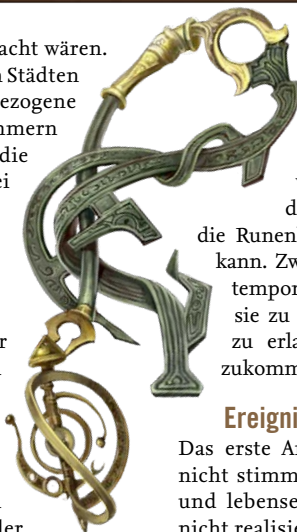 acht wären.
Städten
ezogene
mmern
die
ei
r
d
die Runen
kann. Zw
tempor
sie zu
zu erla
zukomm
Ereigni
Das erste A
nicht stimm
und lebense
nicht realisi